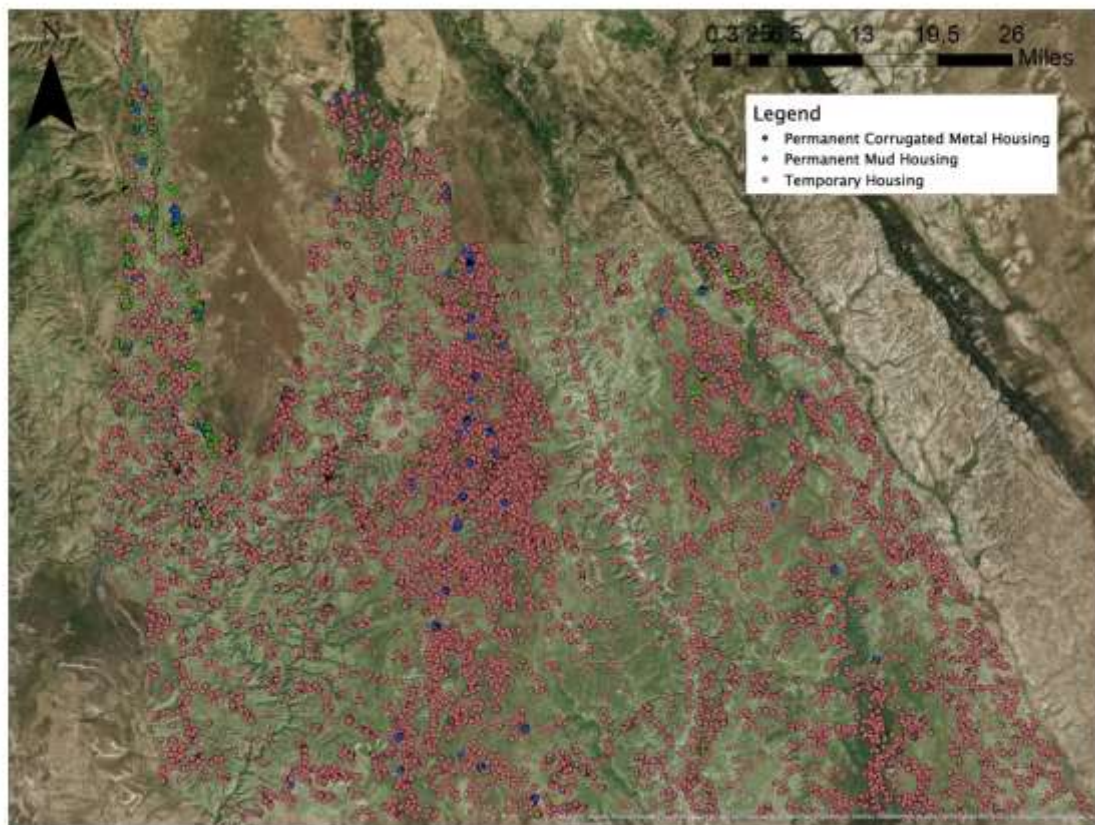 N
0 3.25 6.5 13 19.5 26
Miles
Legend
Permanent Corrugated Metal Housing
Permanent Mud Housing
Temporary Housing